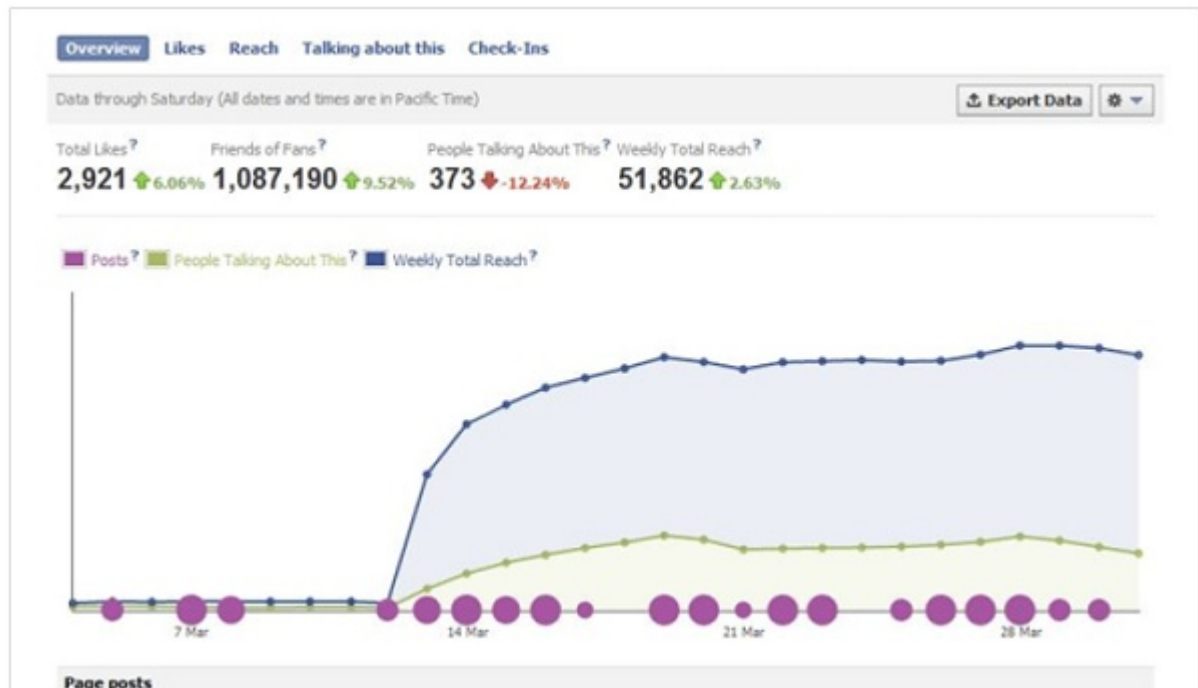 Overview Likes Reach Talking about this Check-Ins
Data through Saturday (All dates and times are in Pacific Time) Export Data
Total Likes? Friends of Fans? People Talking About This? Weekly Total Reach?
2,921 6.06% 1,087,190 9.52% 373 -12.24% 51,862 2.63%
Posts? People Talking About This? Weekly Total Reach?
7 Mar 14 Mar 21 Mar 28 Mar
Page posts